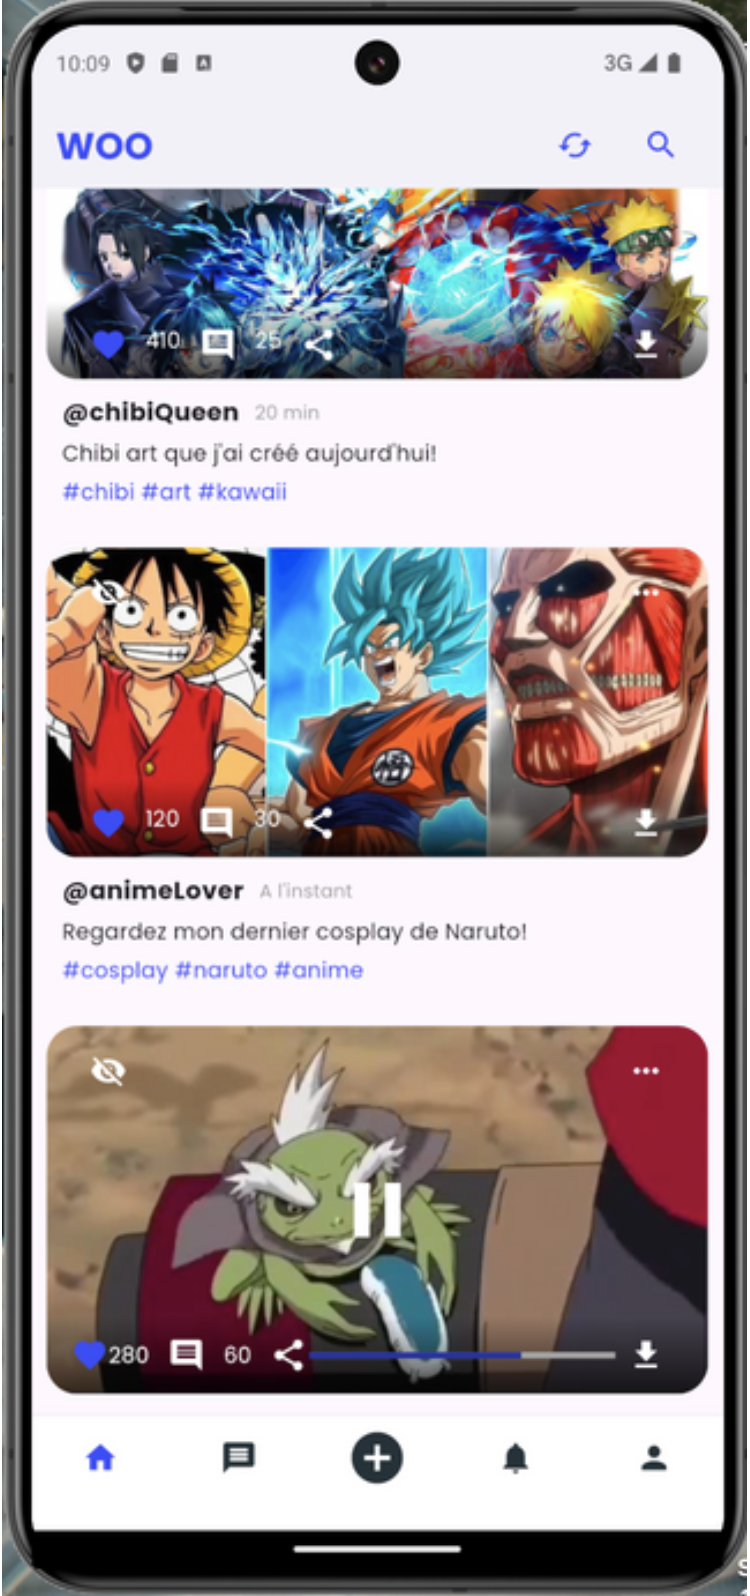 10:09 3G
WOO
410 25
@chibiQueen 20 min
Chibi art que j'ai créé aujourd'hui!
#chibi #art #kawaii
120 30
@animeLover A l'instant
Regardez mon dernier cosplay de Naruto!
#cosplay #naruto #anime
280 60